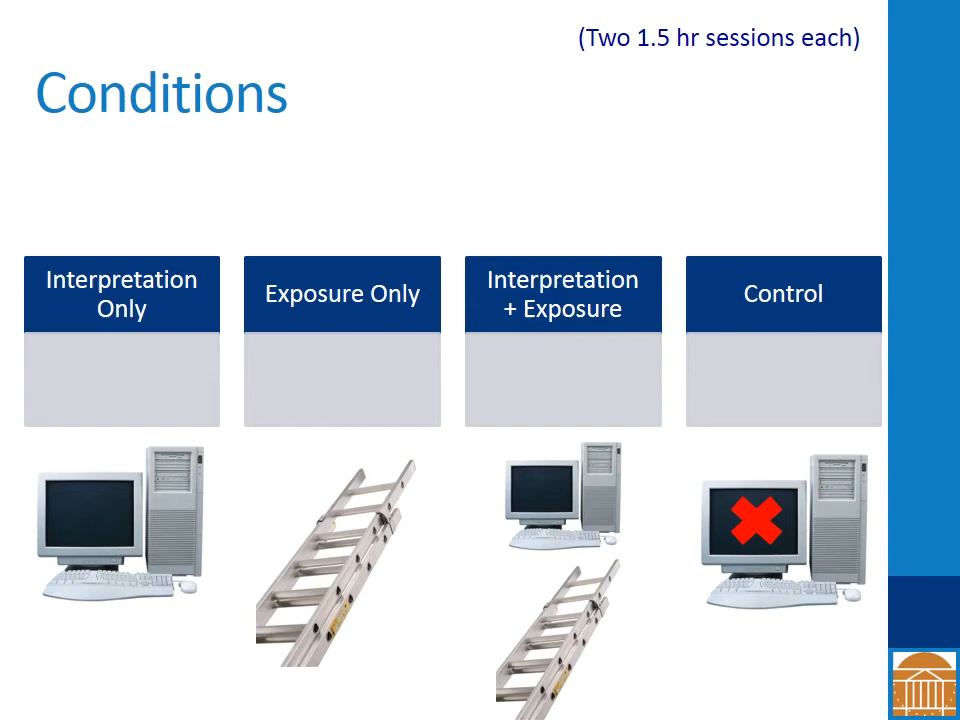 (Two 1.5 hr sessions each)
Conditions
Interpretation
Only
Exposure Only
Interpretation
+ Exposure
Control